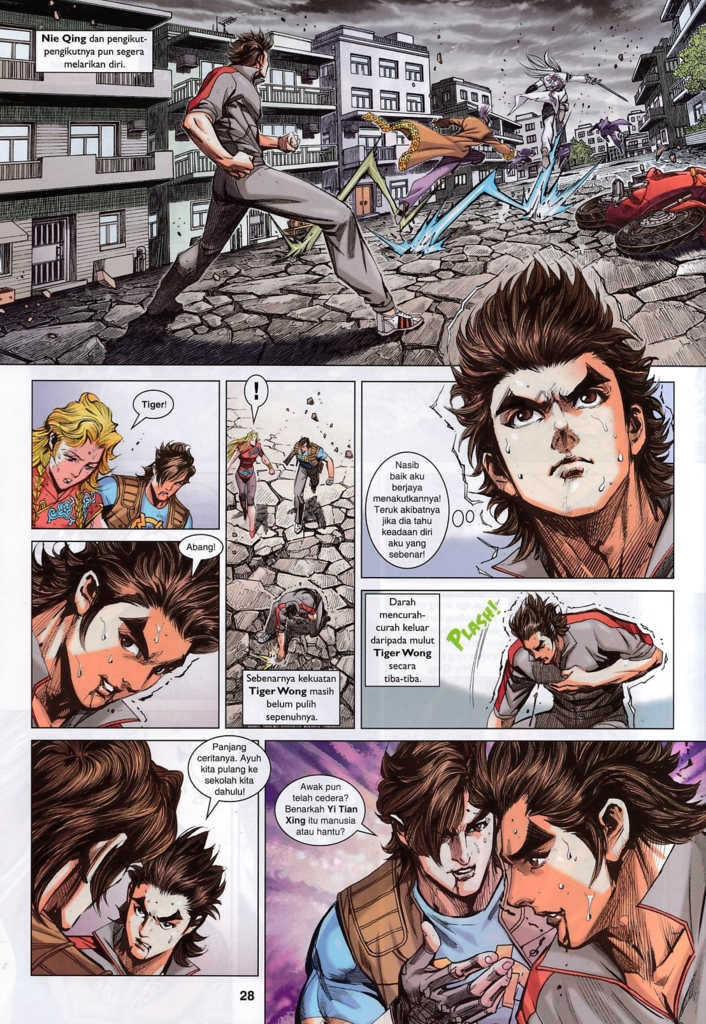 Nie Qing dan pengikut-
pengikutnya pun segera
melarikan diri.
Tiger!
!
Nasib
baik aku
berjaya
menakutkannya!
Teruk akibatnya
jika dia tahu
keadaan diri
aku yang
sebenar!
Abang!
Sebenarnya kekuatan
Tiger Wong masih
belum pulih
sepenuhnya.
Darah
mencurah-
curah keluar
daripada mulut
Tiger Wong
secara
tiba-tiba.
PLASH!
Panjang
ceritanya. Ayuh
kita pulang ke
sekolah kita
dahulu!
Awak pun
telah cedera?
Benarkah Yi Tian
Xing itu manusia
atau hantu?
28